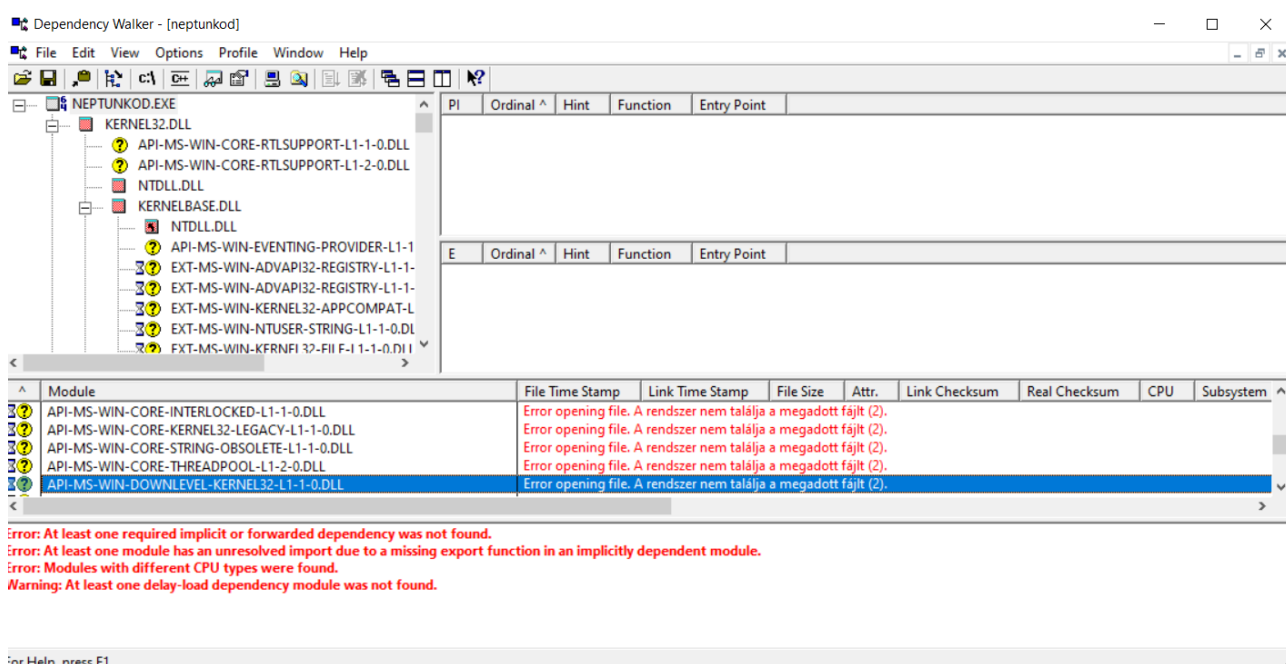 Dependency Walker - [neptunkod]
File Edit View Options Profile Window Help
c:\ C++
NEPTUNKOD.EXE
KERNEL32.DLL
API-MS-WIN-CORE-RTLSUPPORT-L1-1-0.DLL
API-MS-WIN-CORE-RTLSUPPORT-L1-2-0.DLL
NTDLL.DLL
KERNELBASE.DLL
NTDLL.DLL
API-MS-WIN-EVENTING-PROVIDER-L1-1
EXT-MS-WIN-ADVAPI32-REGISTRY-L1-1-
EXT-MS-WIN-ADVAPI32-REGISTRY-L1-1-
EXT-MS-WIN-KERNEL32-APPCOMPAT-L
EXT-MS-WIN-NTUSER-STRING-L1-1-0.DL
EXT-MS-WIN-KERNEL32-FILE-L1-1-0.DLL
PI Ordinal ^ Hint Function Entry Point
E Ordinal ^ Hint Function Entry Point
^ Module File Time Stamp Link Time Stamp File Size Attr. Link Checksum Real Checksum CPU Subsystem
API-MS-WIN-CORE-INTERLOCKED-L1-1-0.DLL Error opening file. A rendszer nem találja a megadott fájlt (2).
API-MS-WIN-CORE-KERNEL32-LEGACY-L1-1-0.DLL Error opening file. A rendszer nem találja a megadott fájlt (2).
API-MS-WIN-CORE-STRING-OBSOLETE-L1-1-0.DLL Error opening file. A rendszer nem találja a megadott fájlt (2).
API-MS-WIN-CORE-THREADPOOL-L1-2-0.DLL Error opening file. A rendszer nem találja a megadott fájlt (2).
API-MS-WIN-DOWNLEVEL-KERNEL32-L1-1-0.DLL Error opening file. A rendszer nem találja a megadott fájlt (2).
Error: At least one required implicit or forwarded dependency was not found.
Error: At least one module has an unresolved import due to a missing export function in an implicitly dependent module.
Error: Modules with different CPU types were found.
Warning: At least one delay-load dependency module was not found.
For Help, press F1